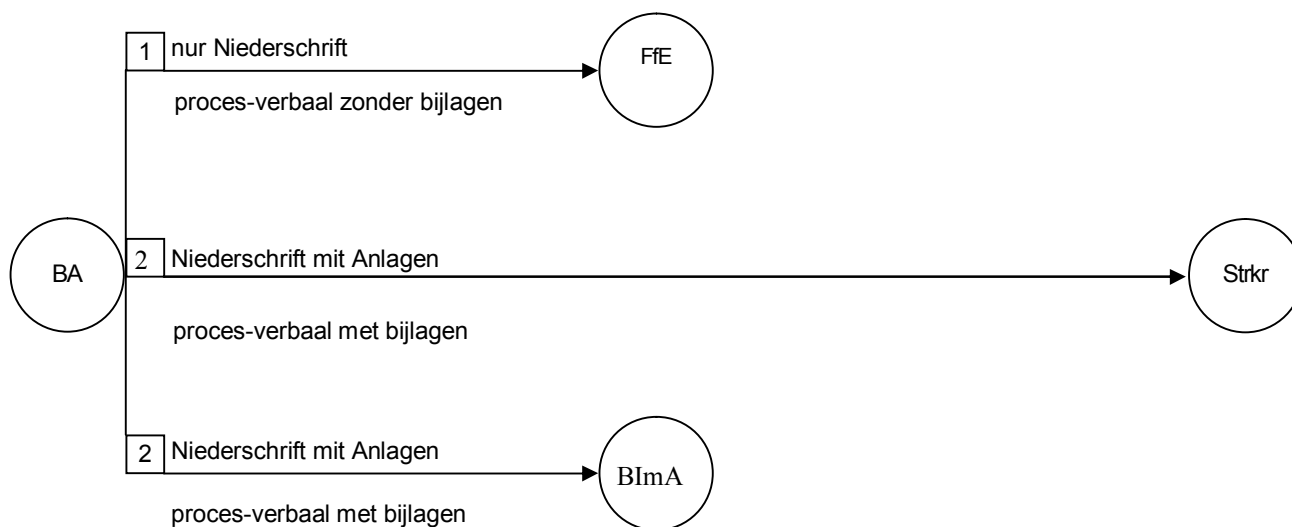 1 nur Niederschrift
FfE
proces-verbaal zonder bijlagen
BA
2 Niederschrift mit Anlagen
Strkr
proces-verbaal met bijlagen
2 Niederschrift mit Anlagen
BImA
proces-verbaal met bijlagen